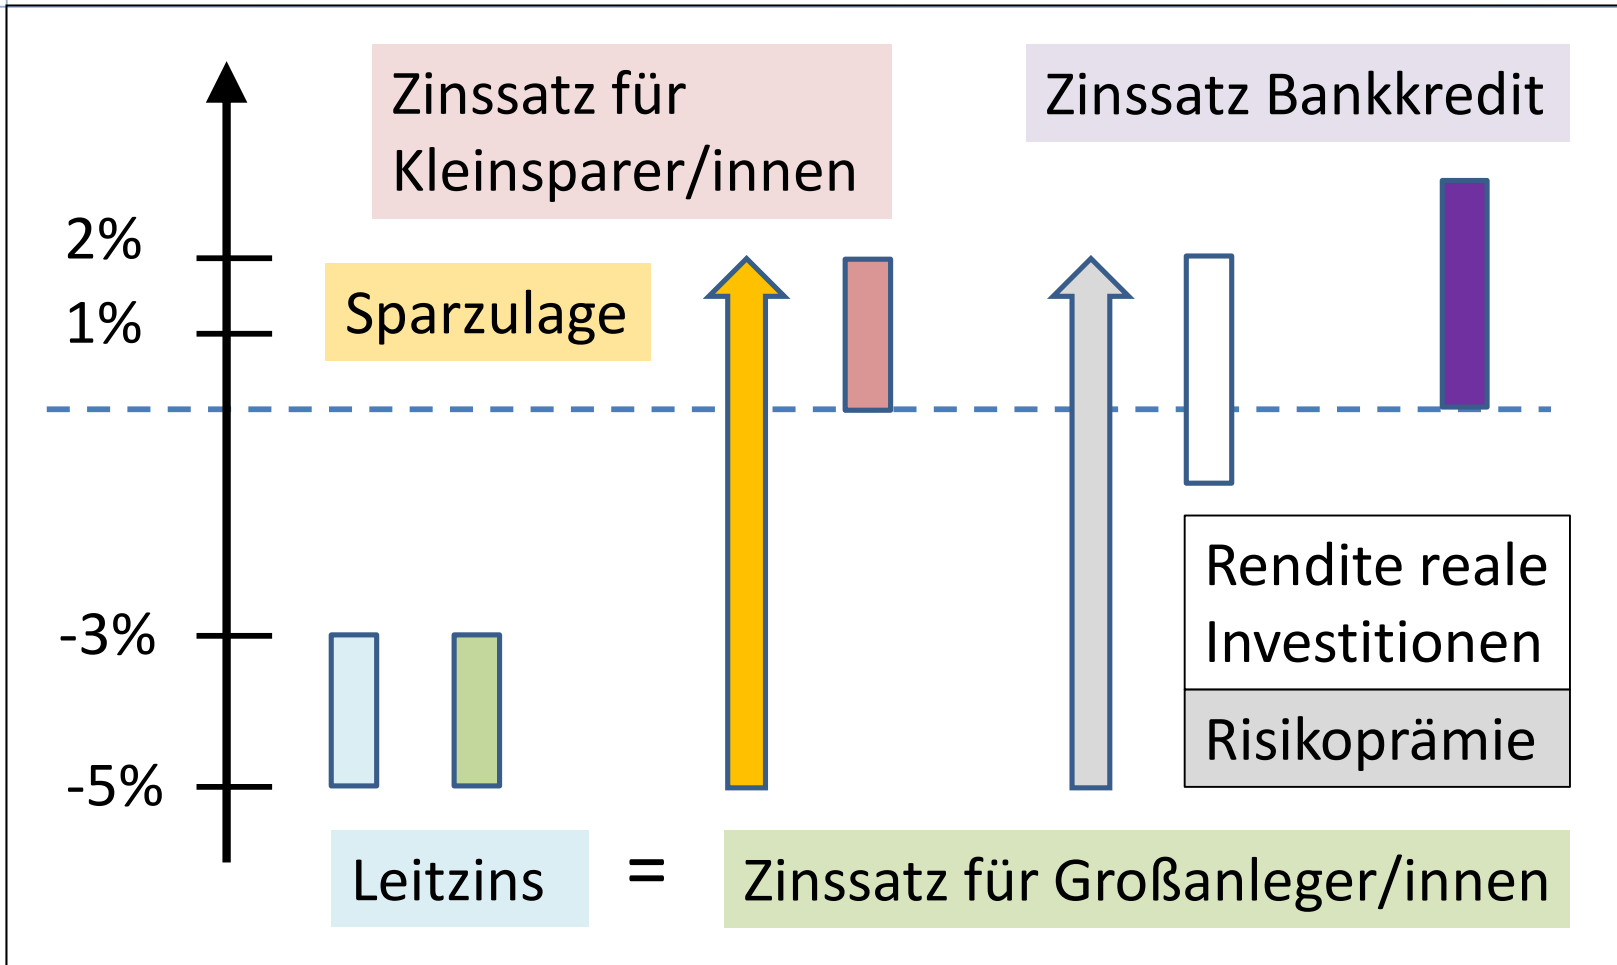 Zinssatz für
Kleinsparer/innen
Zinssatz Bankkredit
2%
Sparzulage
1%
-3%
-5%
Rendite reale
Investitionen
Risikoprämie
Leitzins
=
Zinssatz für Großanleger/innen